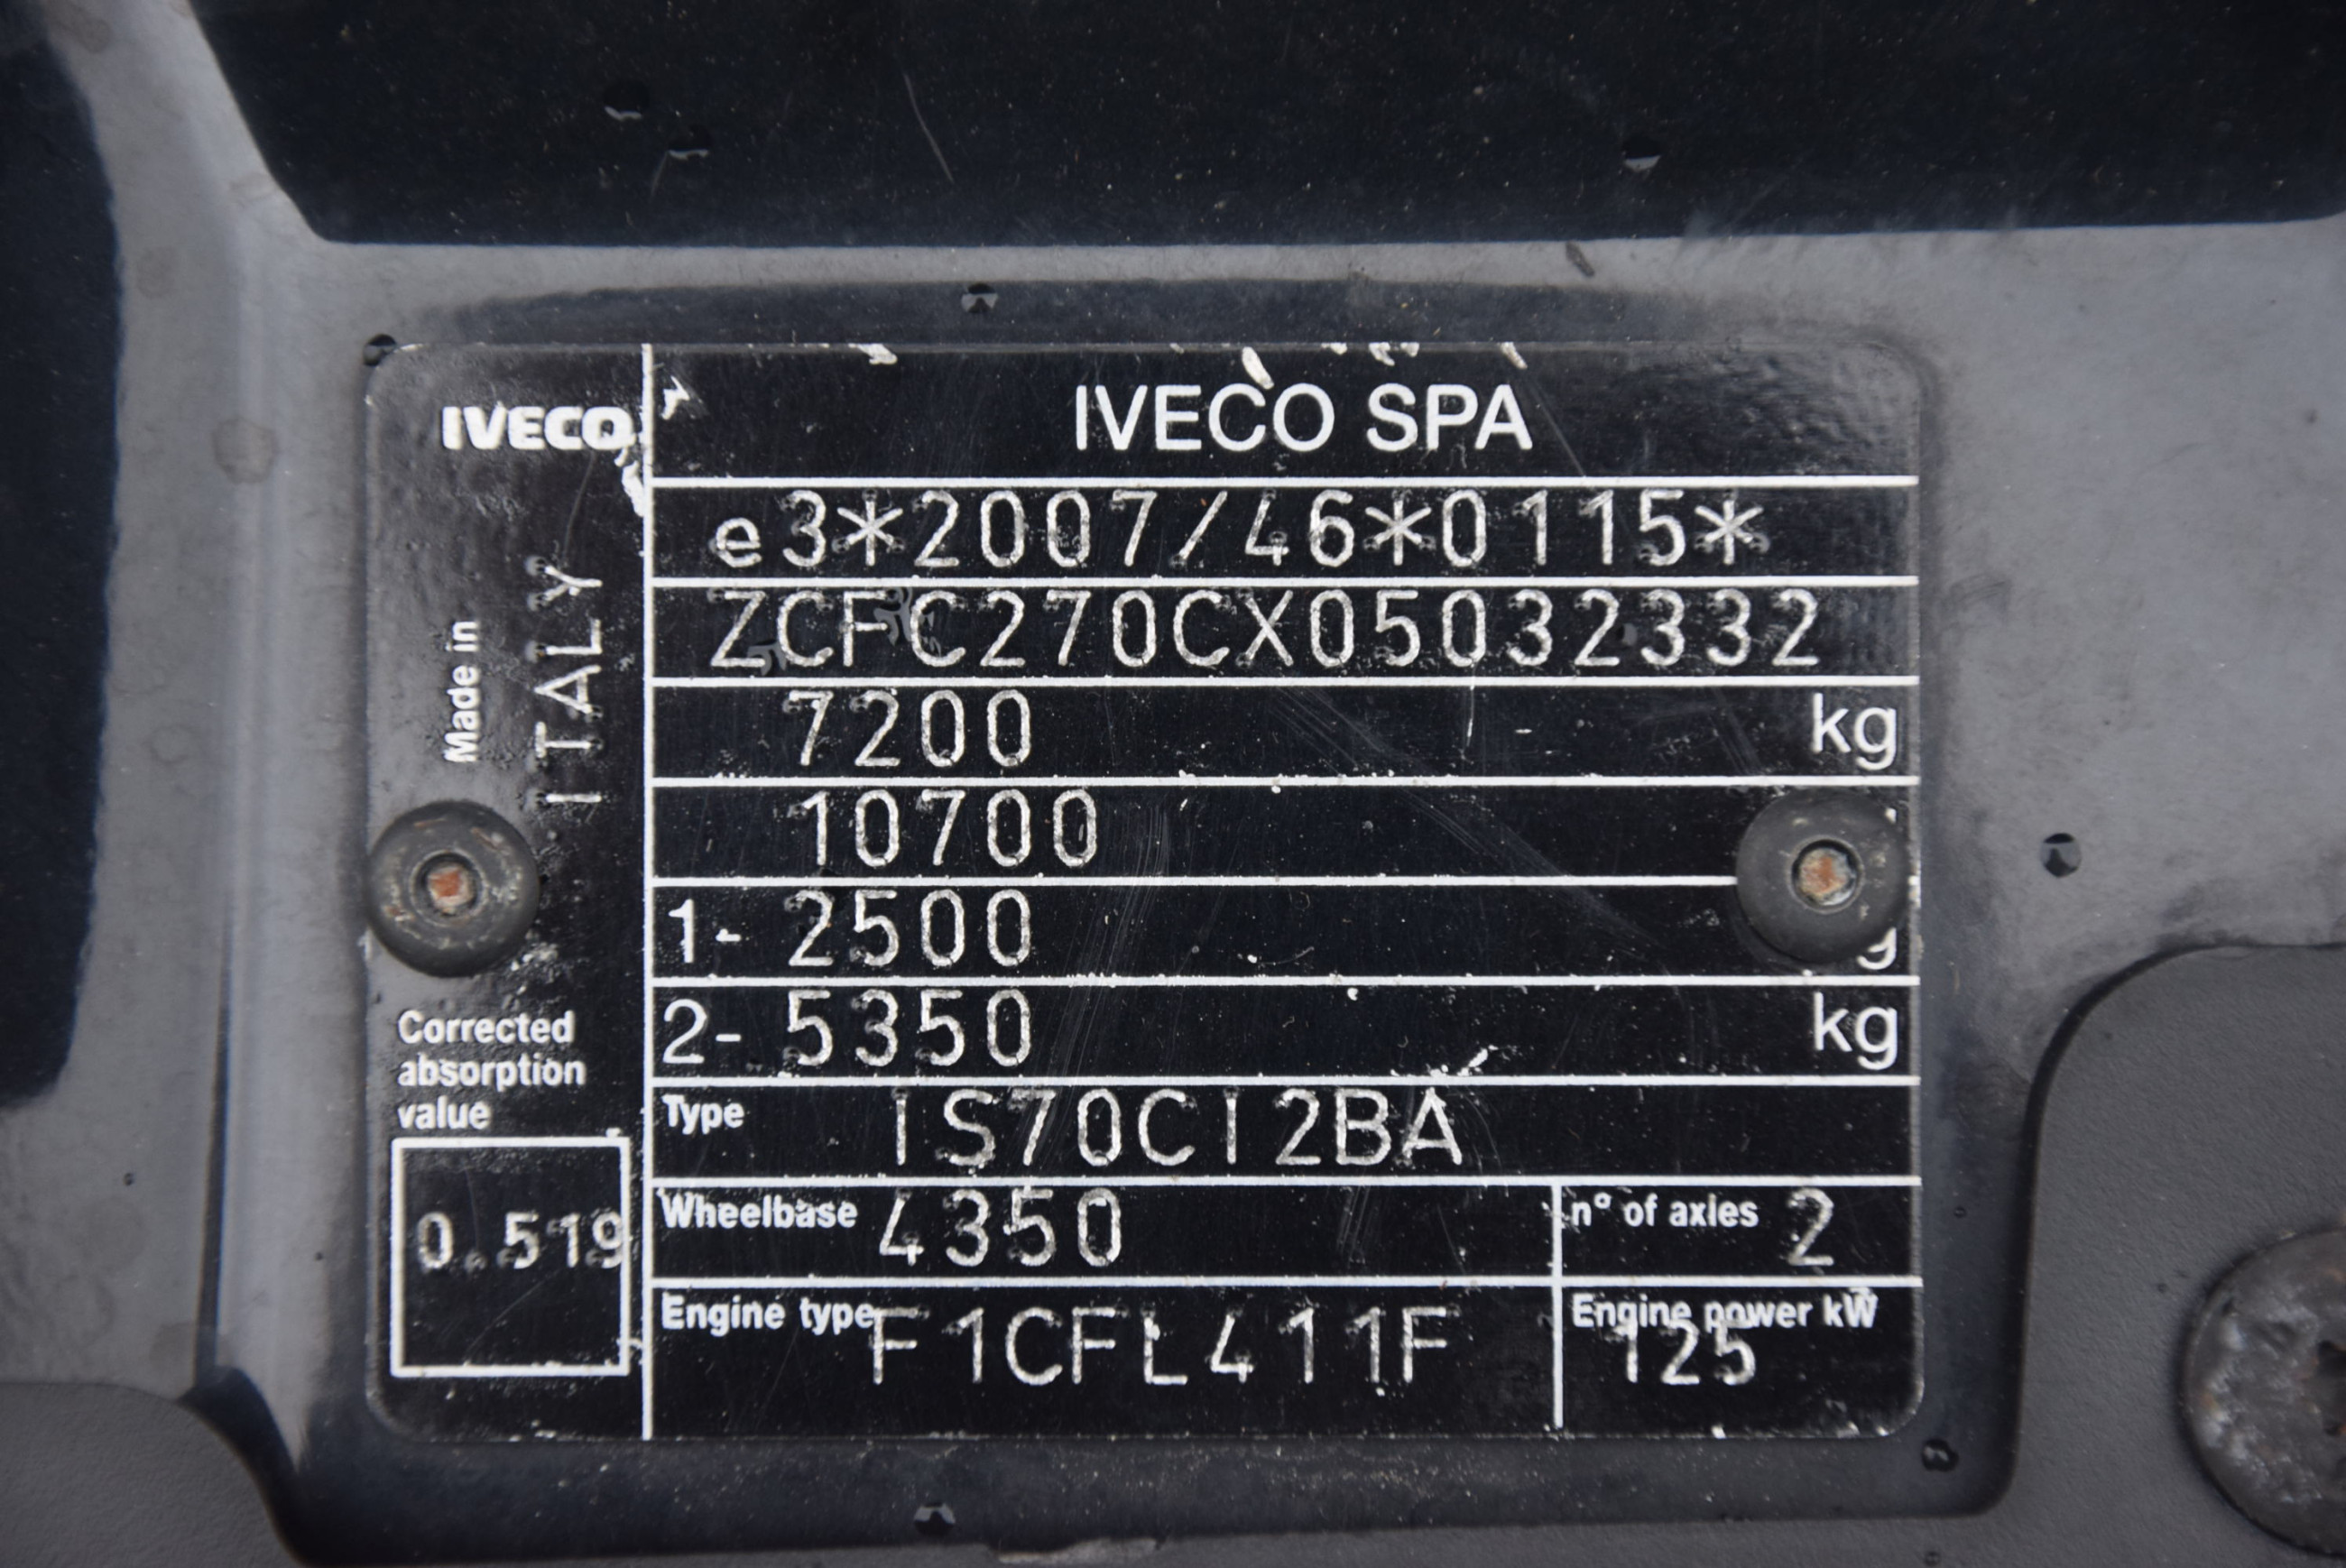 IVECO
Made in
ITALY
Corrected
absorption
value
0.519
IVECO SPA
e3*2007/46*0115*
ZCFC270CX05032332
7200 kg
10700
1- 2500 g
2- 5350 kg
Type IS70CI2BA
Wheelbase 4350 n° of axles 2
Engine type F1CFL411F Engine power kW 125